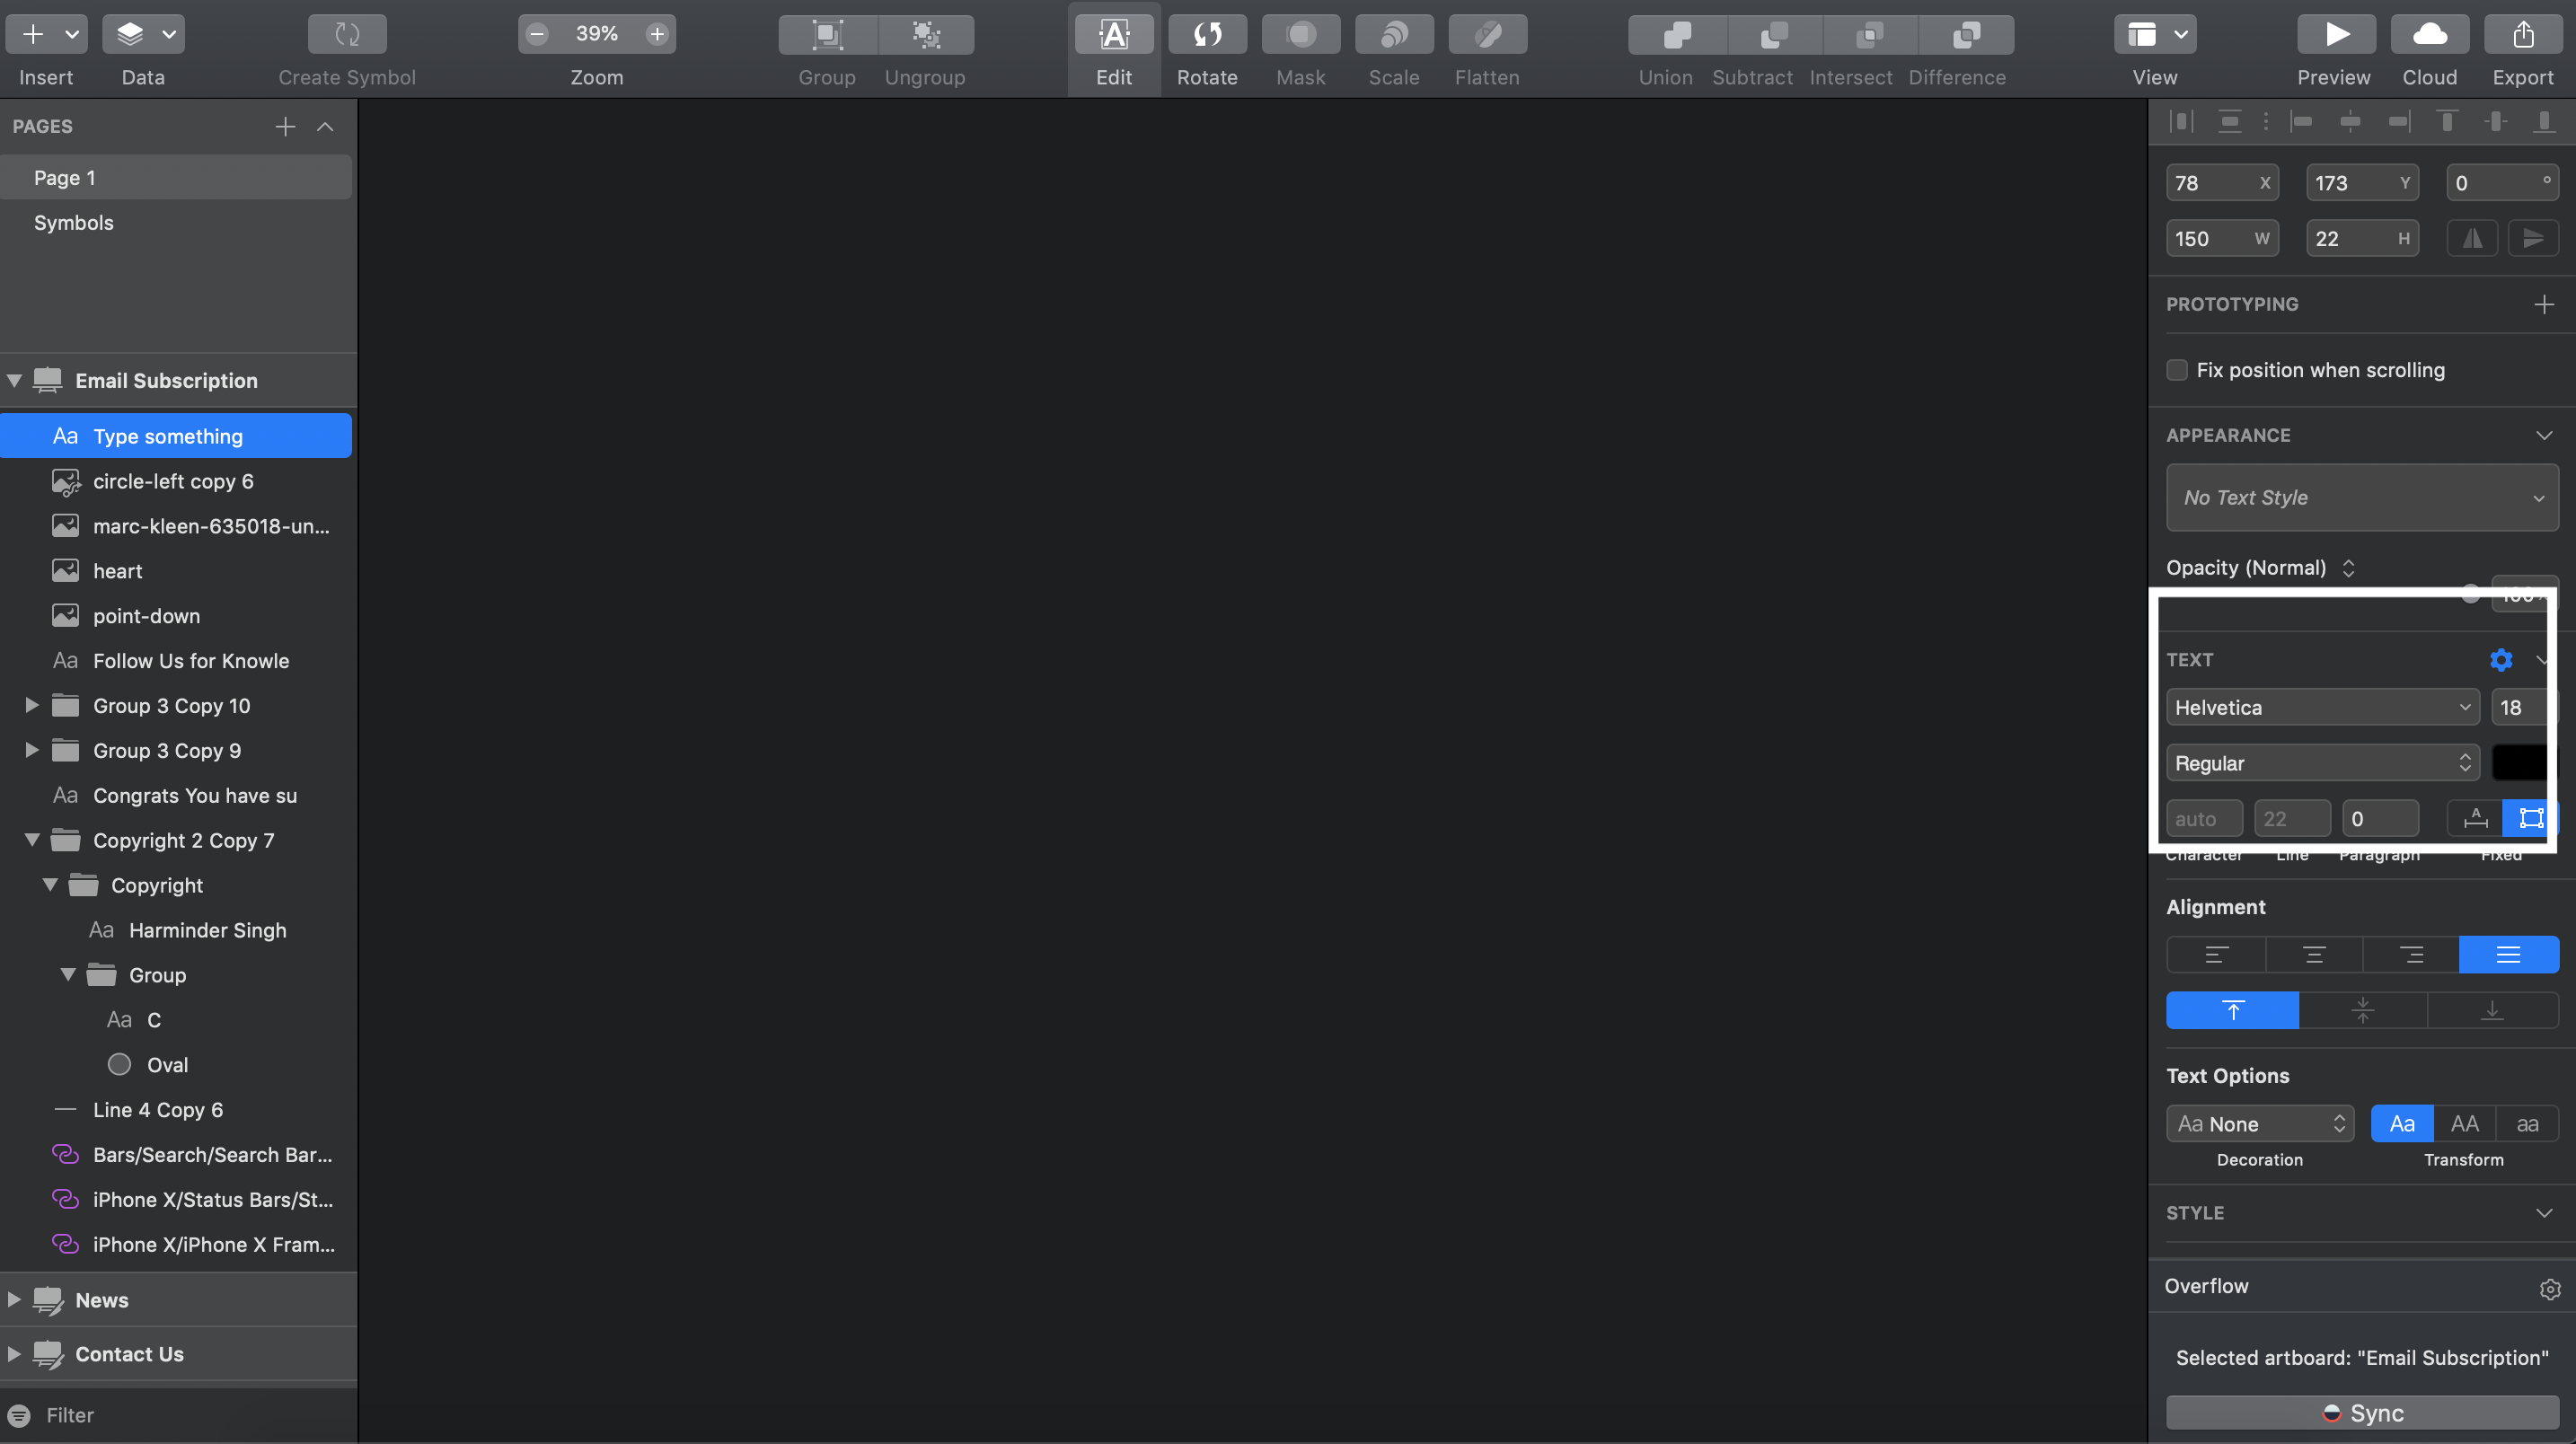 39%
Insert
Data
Create Symbol
Zoom
Group
Ungroup
Edit
Rotate
Mask
Scale
Flatten
Union
Subtract
Intersect
Difference
View
Preview
Cloud
Export
PAGES
Page 1
Symbols
Email Subscription
Aa Type something
circle-left copy 6
marc-kleen-635018-un...
heart
point-down
Aa Follow Us for Knowle
Group 3 Copy 10
Group 3 Copy 9
Aa Congrats You have su
Copyright 2 Copy 7
Copyright
Aa Harminder Singh
Group
Aa C
Oval
Line 4 Copy 6
Bars/Search/Search Bar...
iPhone X/Status Bars/St...
iPhone X/iPhone X Fram...
News
Contact Us
Filter
78 X 173 Y 0 °
150 W 22 H
PROTOTYPING
Fix position when scrolling
APPEARANCE
No Text Style
Opacity (Normal)
100
TEXT
Helvetica 18
Regular
auto 22 0 A
Character Line Paragraph Fixed
Alignment
Text Options
Aa None Aa AA aa
Decoration Transform
STYLE
Overflow
Selected artboard: "Email Subscription"
Sync